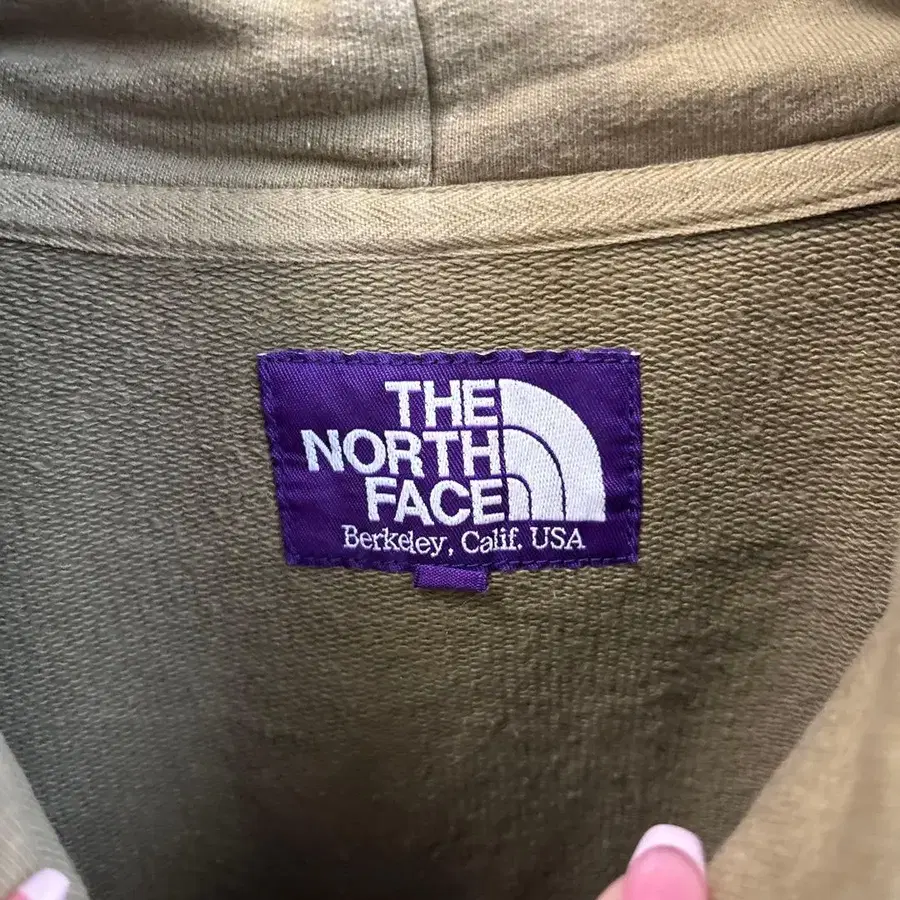 THE
NORTH
FACE
Berkeley, Calif. USA